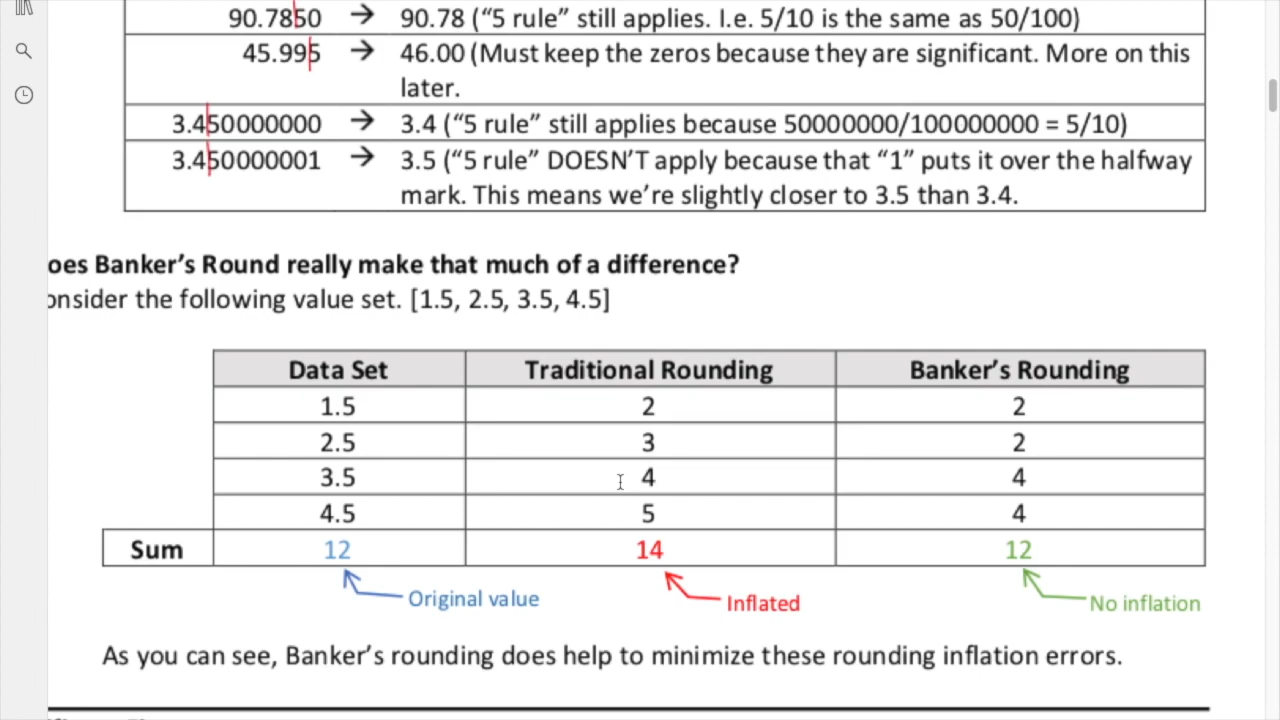 90.7850 → 90.78 (“5 rule” still applies. I.e. 5/10 is the same as 50/100)
45.995 → 46.00 (Must keep the zeros because they are significant. More on this
later.
3.450000000 → 3.4 (“5 rule” still applies because 50000000/100000000 = 5/10)
3.450000001 → 3.5 (“5 rule” DOESN’T apply because that “1” puts it over the halfway
mark. This means we’re slightly closer to 3.5 than 3.4.
oes Banker’s Round really make that much of a difference?
onsider the following value set. [1.5, 2.5, 3.5, 4.5]
Data Set Traditional Rounding Banker’s Rounding
1.5 2 2
2.5 3 2
3.5 4 4
4.5 5 4
Sum 12 14 12
Original value Inflated No inflation
As you can see, Banker’s rounding does help to minimize these rounding inflation errors.